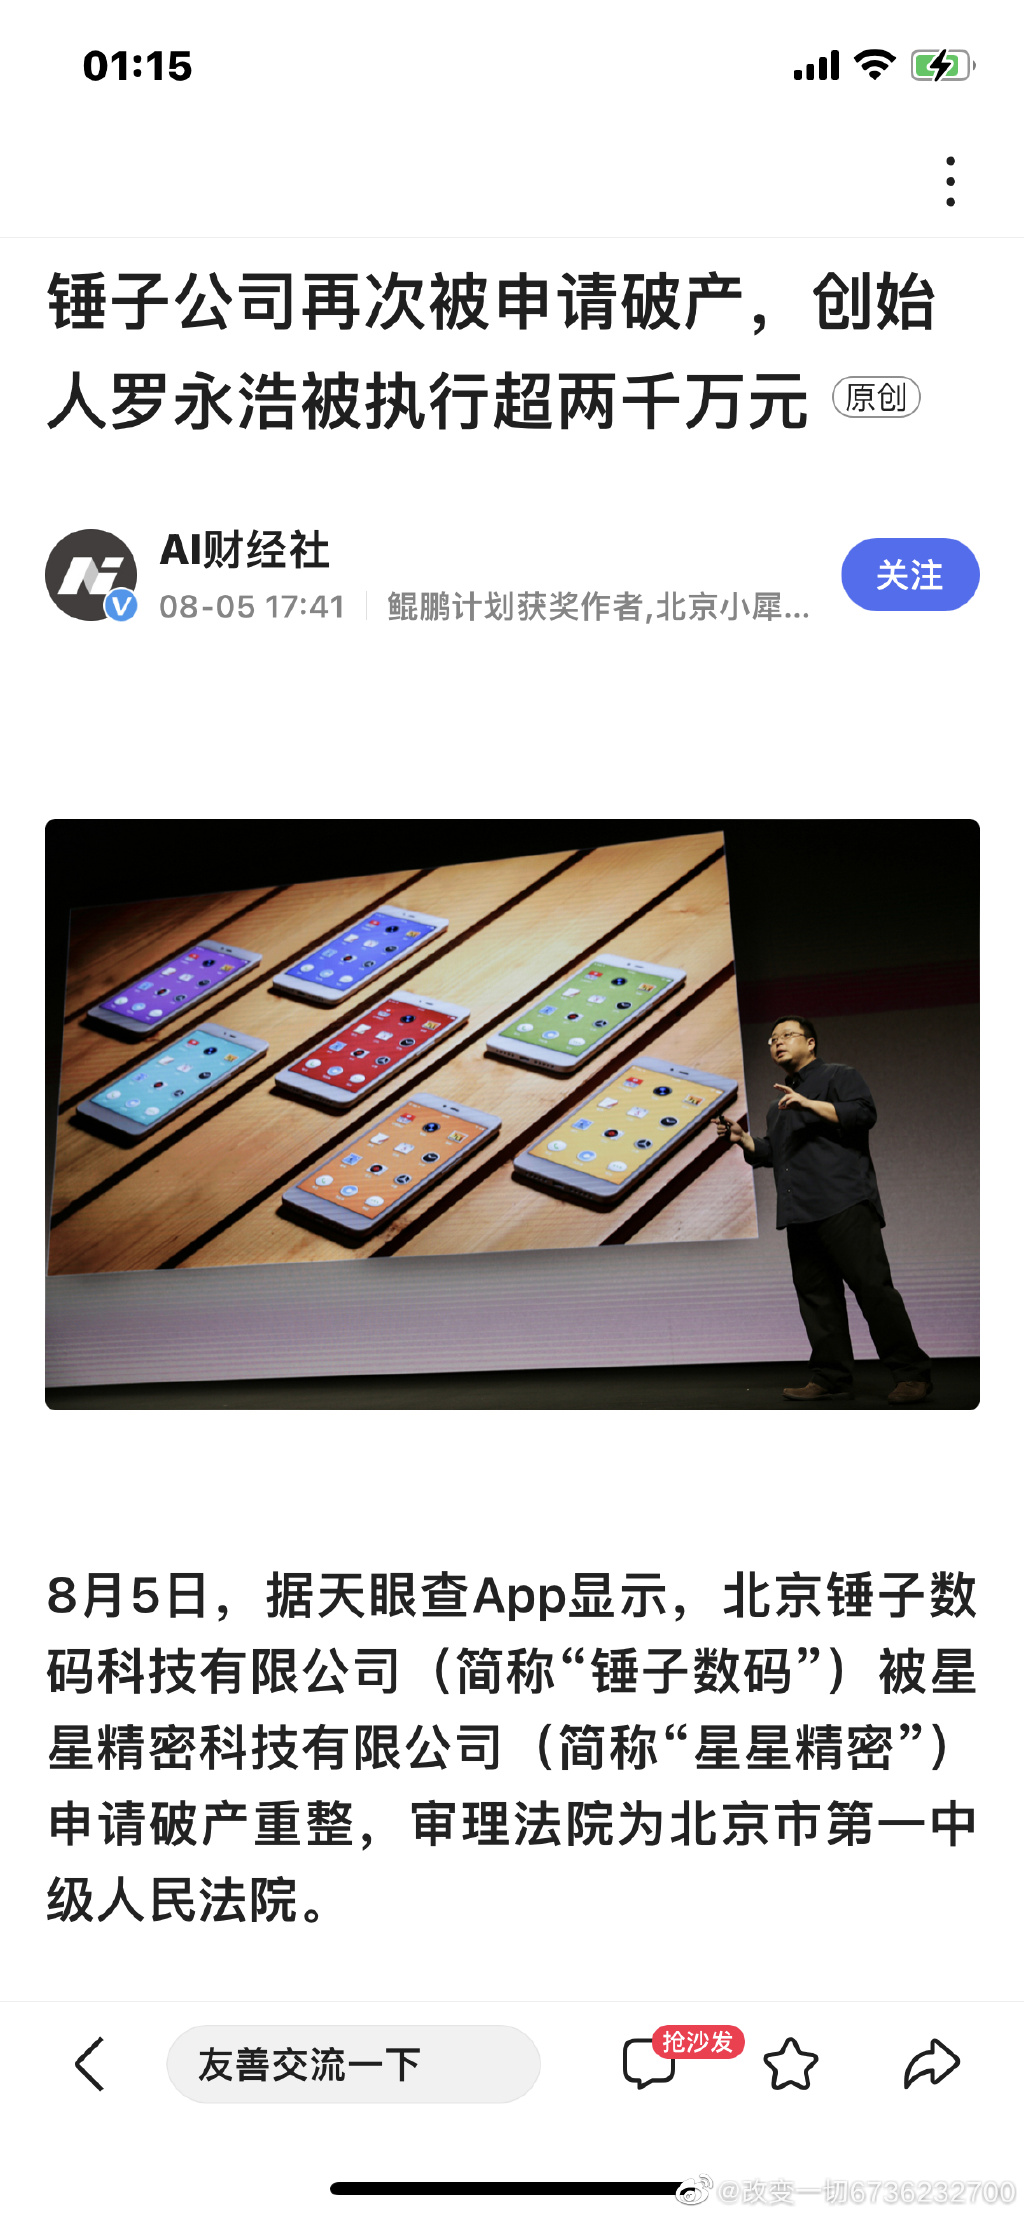 01:15
锤子公司再次被申请破产，创始
人罗永浩被执行超两千万元 原创
AI财经社
08-05 17:41 鲲鹏计划获奖作者,北京小犀...
关注
8月5日，据天眼查App显示，北京锤子数
码科技有限公司（简称“锤子数码”）被星
星精密科技有限公司（简称“星星精密”）
申请破产重整，审理法院为北京市第一中
级人民法院。
友善交流一下
抢沙发
@改变一切6736232700